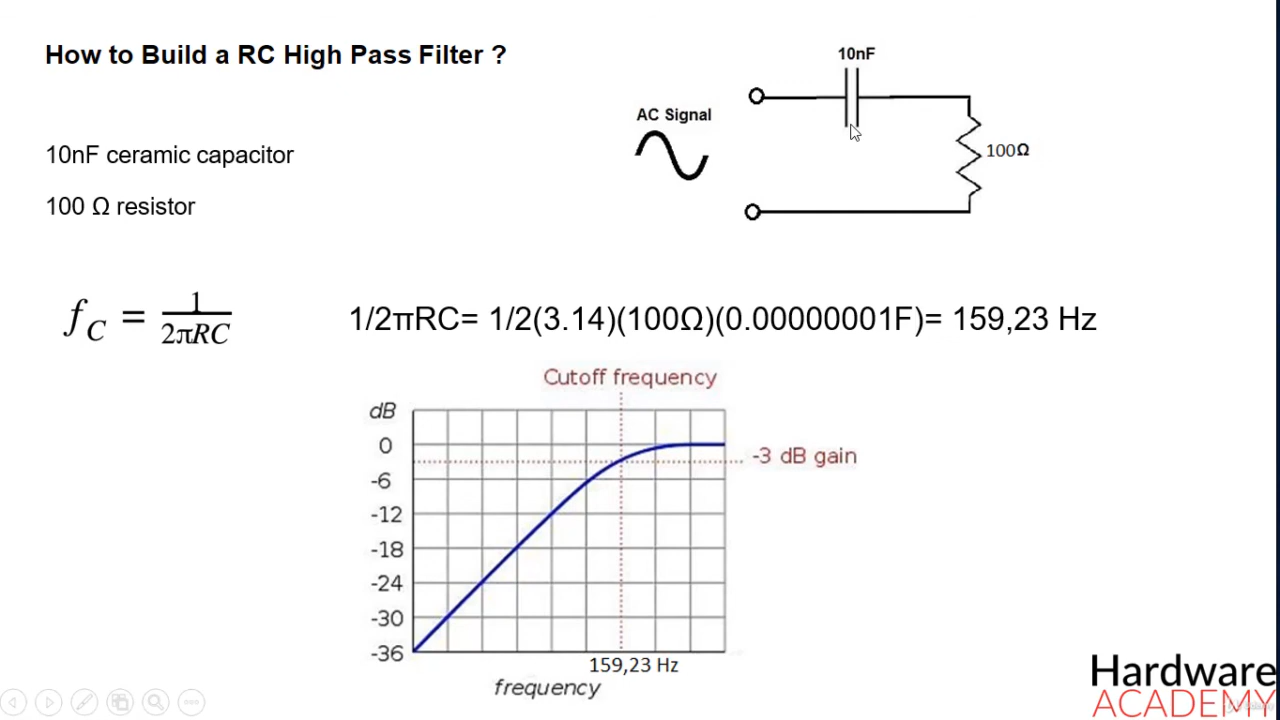 How to Build a RC High Pass Filter ?
10nF
AC Signal
10nF ceramic capacitor
100Ω
100 Ω resistor
f_C = 1/2πRC
1/2πRC= 1/2(3.14)(100Ω)(0.00000001F)= 159,23 Hz
Cutoff frequency
dB
0
-3 dB gain
-6
-12
-18
-24
-30
-36
159,23 Hz
frequency
Hardware
ACADEMY